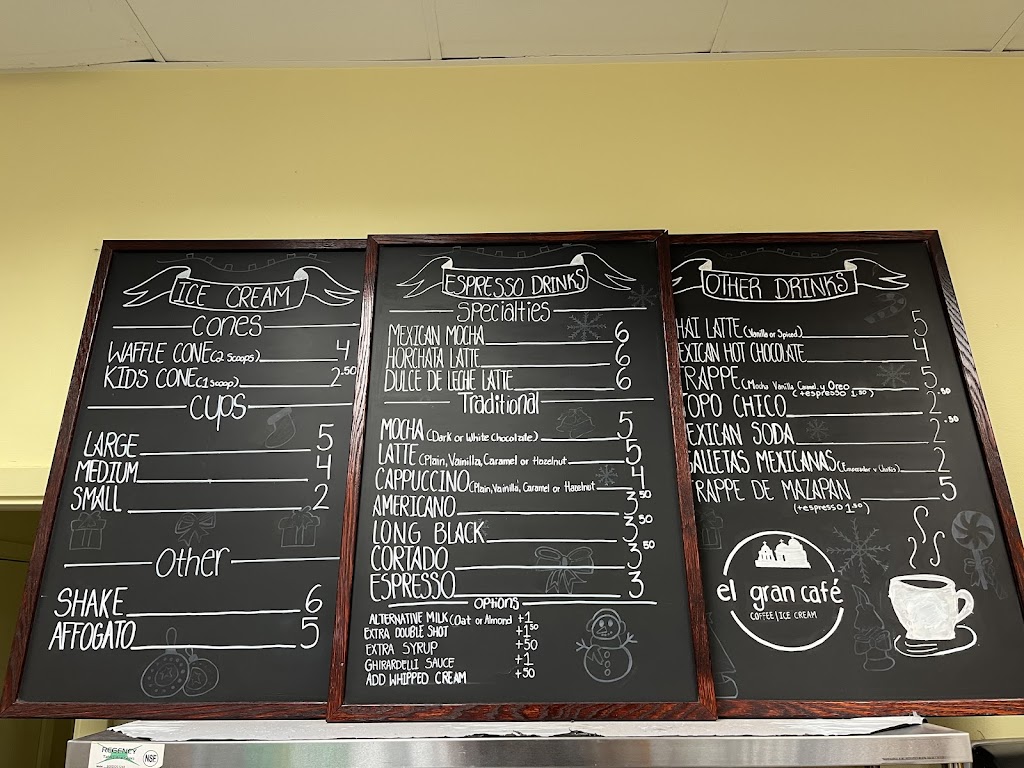 ICE CREAM
Cones
WAFFLE CONE (2 Scoops) 4
KID'S CONE (1 Scoop) 2.50
Cups
LARGE 5
MEDIUM 4
SMALL 2
Other
SHAKE 6
AFFOGATO 5
ESPRESSO DRINKS
Specialties
MEXICAN MOCHA 6
HORCHATA LATTE 6
DULCE DE LECHE LATTE 6
Traditional
MOCHA (Dark or White Chocolate) 5
LATTE (Plain, Vainilla, Caramel or Hazelnut 5
CAPPUCCINO (Plain, Vainilla, Caramel or Hazelnut 4
AMERICANO 3.50
LONG BLACK 3.50
CORTADO 3.50
ESPRESSO 3
Options
ALTERNATIVE MILK (Oat or Almond +1
EXTRA DOUBLE SHOT +1.50
EXTRA SYRUP +50
GHIRARDELLI SAUCE +1
ADD WHIPPED CREAM +50
OTHER DRINKS
HAI LATTE (Vanilla or Spiced) 5
EXICAN HOT CHOCOLATE 4
RAPPE (Mocha Vanilla Caramel y Oreo 5
(+espresso 1.50)
TOPO CHICO 2
EXICAN SODA 2.50
GALLETAS MEXICANAS 2
RAPPE DE MAZAPAN 5
(+espresso 1.50)
el gran café
COFFEE | ICE CREAM
REGENCY
NSF